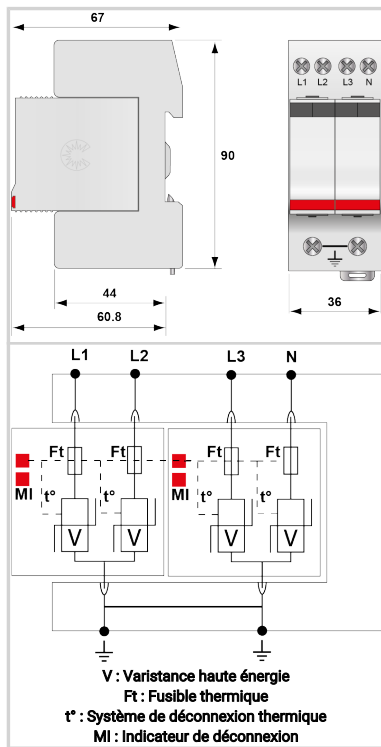 67
L1 L2 L3 N
90
44
60.8
36
L1 L2 L3 N
Ft Ft Ft Ft
MI t° t° MI t° t°
V V V V
V : Varistance haute énergie
Ft : Fusible thermique
t° : Système de déconnexion thermique
MI : Indicateur de déconnexion